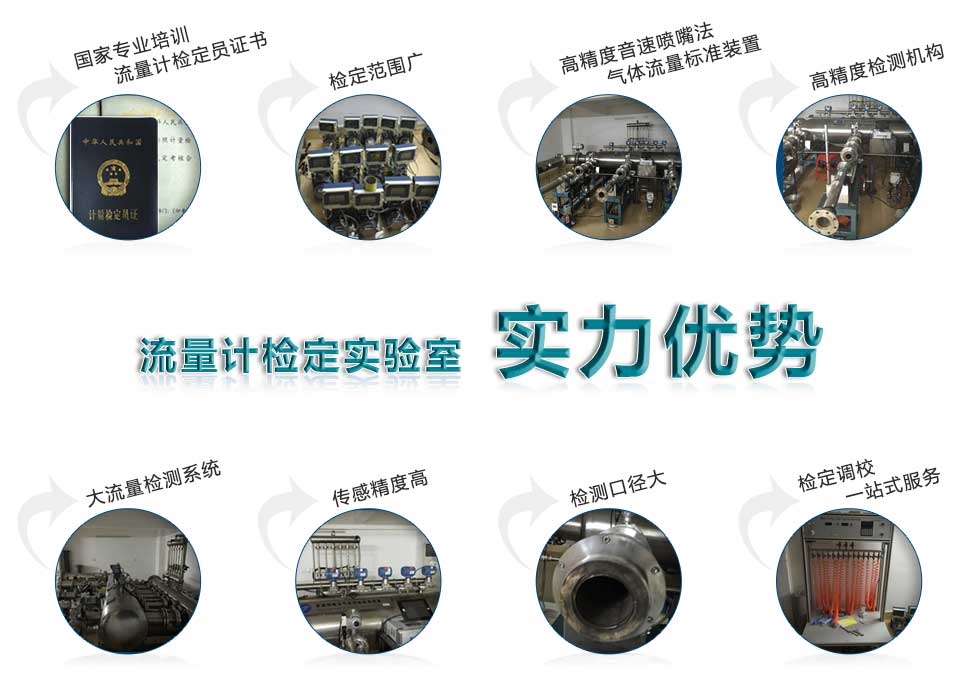 国家专业培训
流量计检定员证书
检定范围广
高精度音速喷嘴法
气体流量标准装置
高精度检测机构
中华人民共和国
计量检定员证
流量计检定实验室 实力优势
大流量检测系统
传感精度高
检测口径大
检定调校
一站式服务